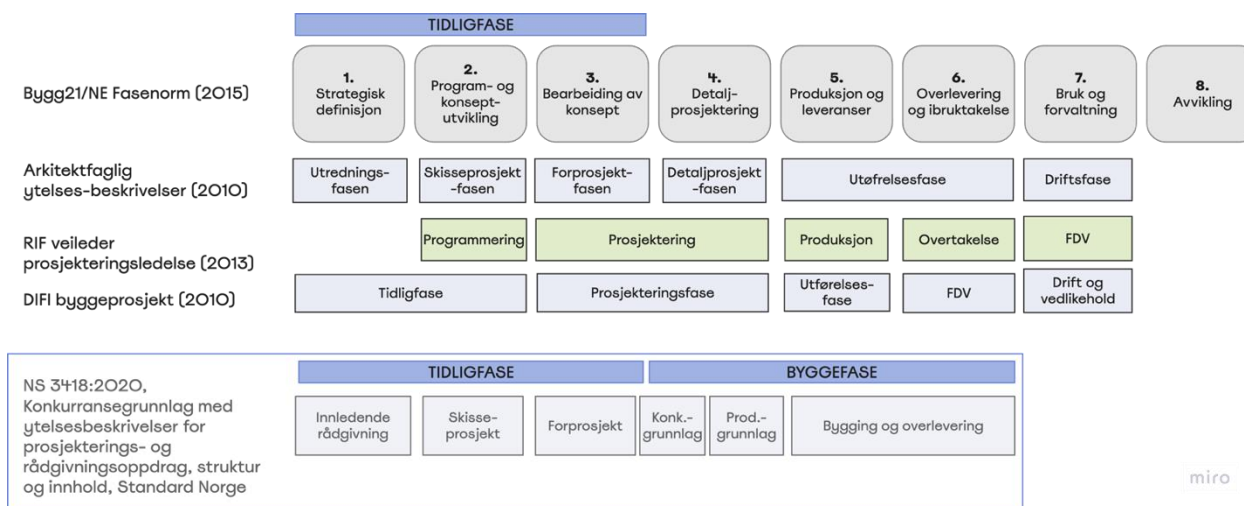 TIDLIGFASE
Bygg21/NE Fasenorm (2015)
1.
Strategisk
definisjon
2.
Program- og
konsept-
utvikling
3.
Bearbeiding av
konsept
4.
Detalj-
prosjektering
5.
Produksjon og
leveranser
6.
Overlevering
og ibruktakelse
7.
Bruk og
forvaltning
8.
Avvikling
Arkitektfaglig
ytelses-beskrivelser (2010)
Utrednings-
fasen
Skisseprosjekt
-fasen
Forprosjekt-
fasen
Detaljprosjekt
-fasen
Utøfrelsesfase
Driftsfase
RIF veileder
prosjekteringsledelse (2013)
Programmering
Prosjektering
Produksjon
Overtakelse
FDV
DIFI byggeprosjekt (2010)
Tidligfase
Prosjekteringsfase
Utførelses-
fase
FDV
Drift og
vedlikehold
NS 3418:2020,
Konkurransegrunnlag med
ytelsesbeskrivelser for
prosjekterings- og
rådgivningsoppdrag, struktur
og innhold, Standard Norge
TIDLIGFASE
BYGGEFASE
Innledende
rådgivning
Skisse-
prosjekt
Forprosjekt
Konk.-
grunnlag
Prod.-
grunnlag
Bygging og overlevering
miro